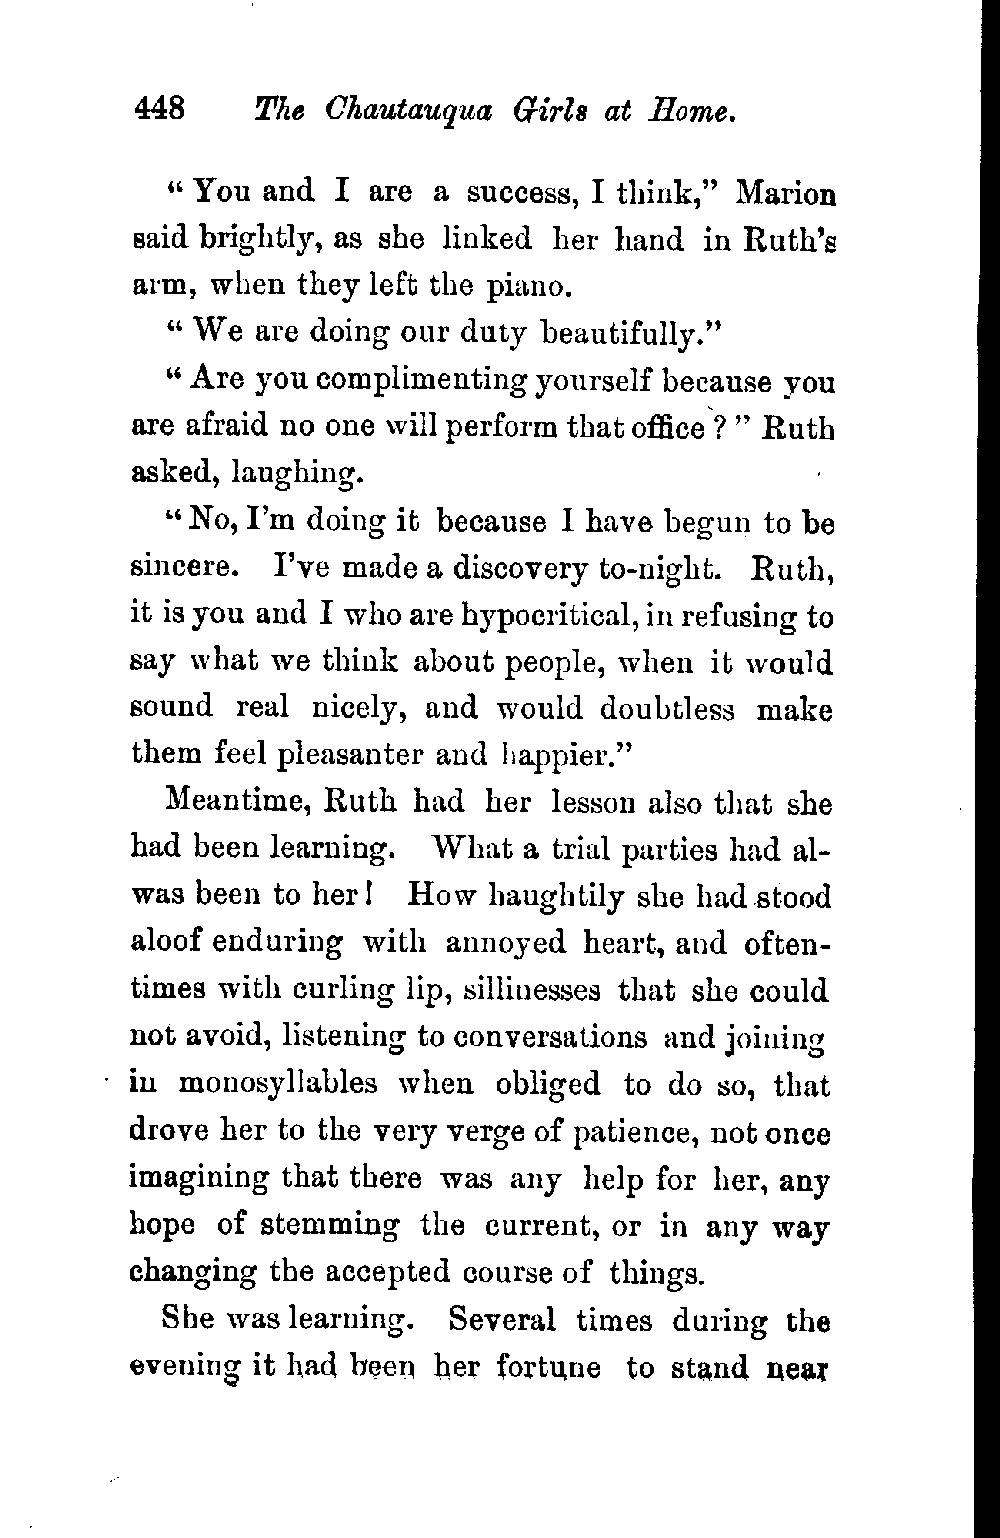 448 The Chautauqua Girls at Home.
“ You and I are a success, I think,” Marion
said brightly, as she linked her hand in Ruth’s
arm, when they left the piano.
“ We are doing our duty beautifully.”
“ Are you complimenting yourself because you
are afraid no one will perform that office ? ” Ruth
asked, laughing.
“ No, I’m doing it because I have begun to be
sincere. I’ve made a discovery to-night. Ruth,
it is you and I who are hypocritical, in refusing to
say what we think about people, when it would
sound real nicely, and would doubtless make
them feel pleasanter and happier.”
Meantime, Ruth had her lesson also that she
had been learning. What a trial parties had al-
was been to her! How haughtily she had stood
aloof enduring with annoyed heart, and often-
times with curling lip, sillinesses that she could
not avoid, listening to conversations and joining
in monosyllables when obliged to do so, that
drove her to the very verge of patience, not once
imagining that there was any help for her, any
hope of stemming the current, or in any way
changing the accepted course of things.
She was learning. Several times during the
evening it had been her fortune to stand near